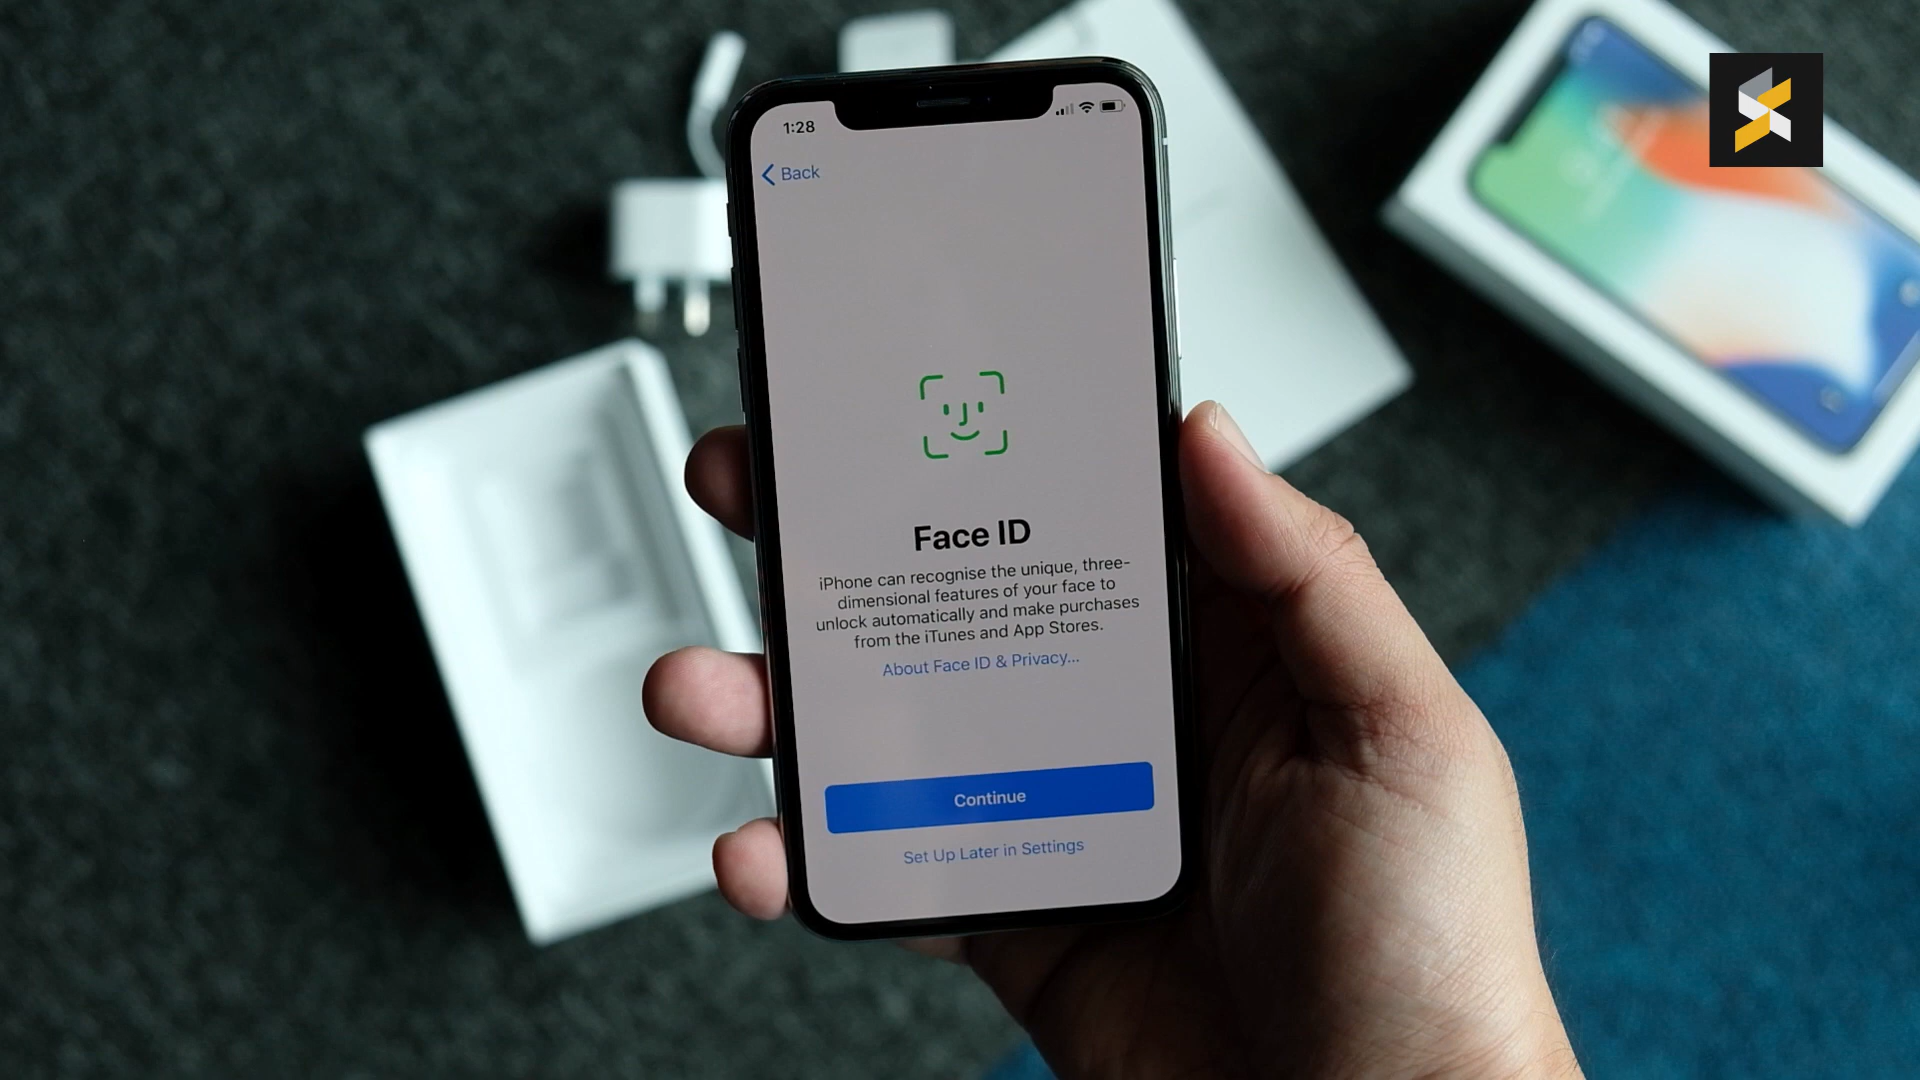 1:28
Back
Face ID
iPhone can recognise the unique, three-
dimensional features of your face to
unlock automatically and make purchases
from the iTunes and App Stores.
About Face ID & Privacy...
Continue
Set Up Later in Settings